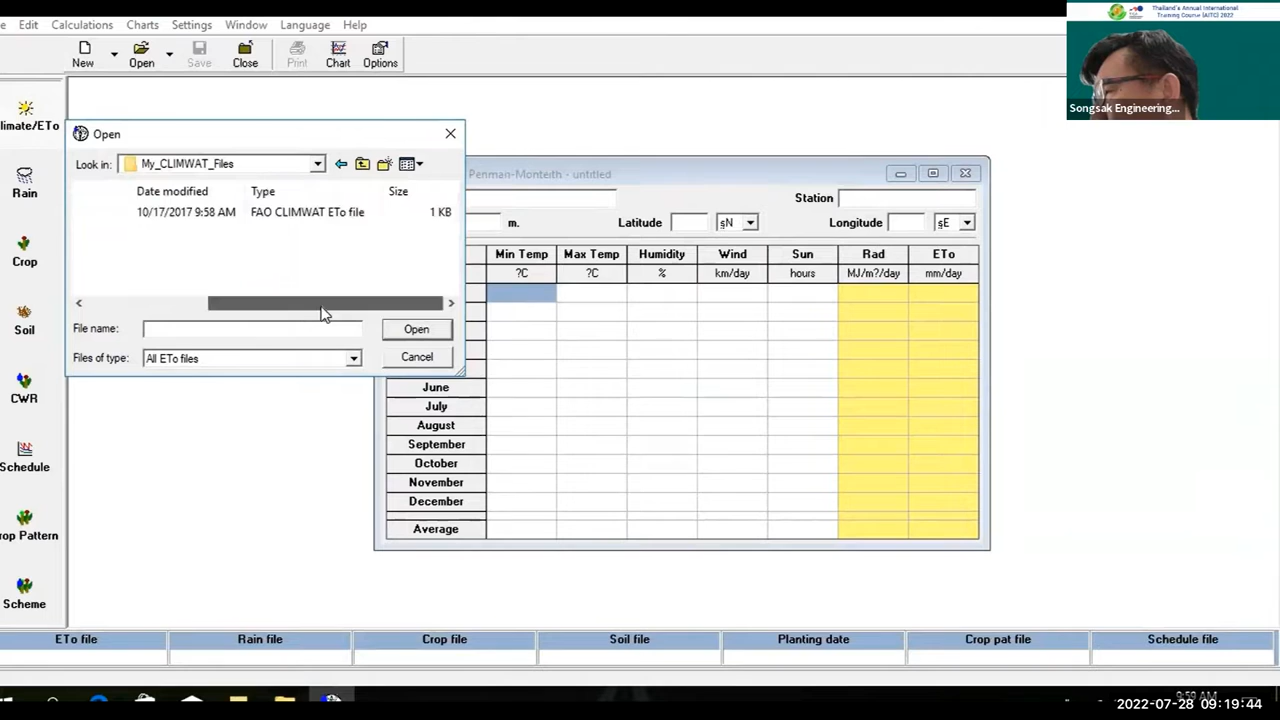 Edit Calculations Charts Settings Window Language Help
Thailand's Annual International
Training Course (AITC) 2022
New Open Save Close Print Chart Options
Songsak Engineering...
limate/ETo
Open
Look in: My_CLIMWAT_Files
Penman-Monteith - untitled
Rain
Date modified Type Size
Station
10/17/2017 9:58 AM FAO CLIMWAT ETo file 1 KB
m. Latitude §N Longitude §E
Crop
Min Temp Max Temp Humidity Wind Sun Rad ETo
?C ?C % km/day hours MJ/m?/day mm/day
Soil
File name: Open
Files of type: All ETo files Cancel
CWR
June
July
August
September
Schedule
October
November
December
Average
rop Pattern
Scheme
ETo file Rain file Crop file Soil file Planting date Crop pat file Schedule file
9:59 AM
2022-07-28 09:19:44